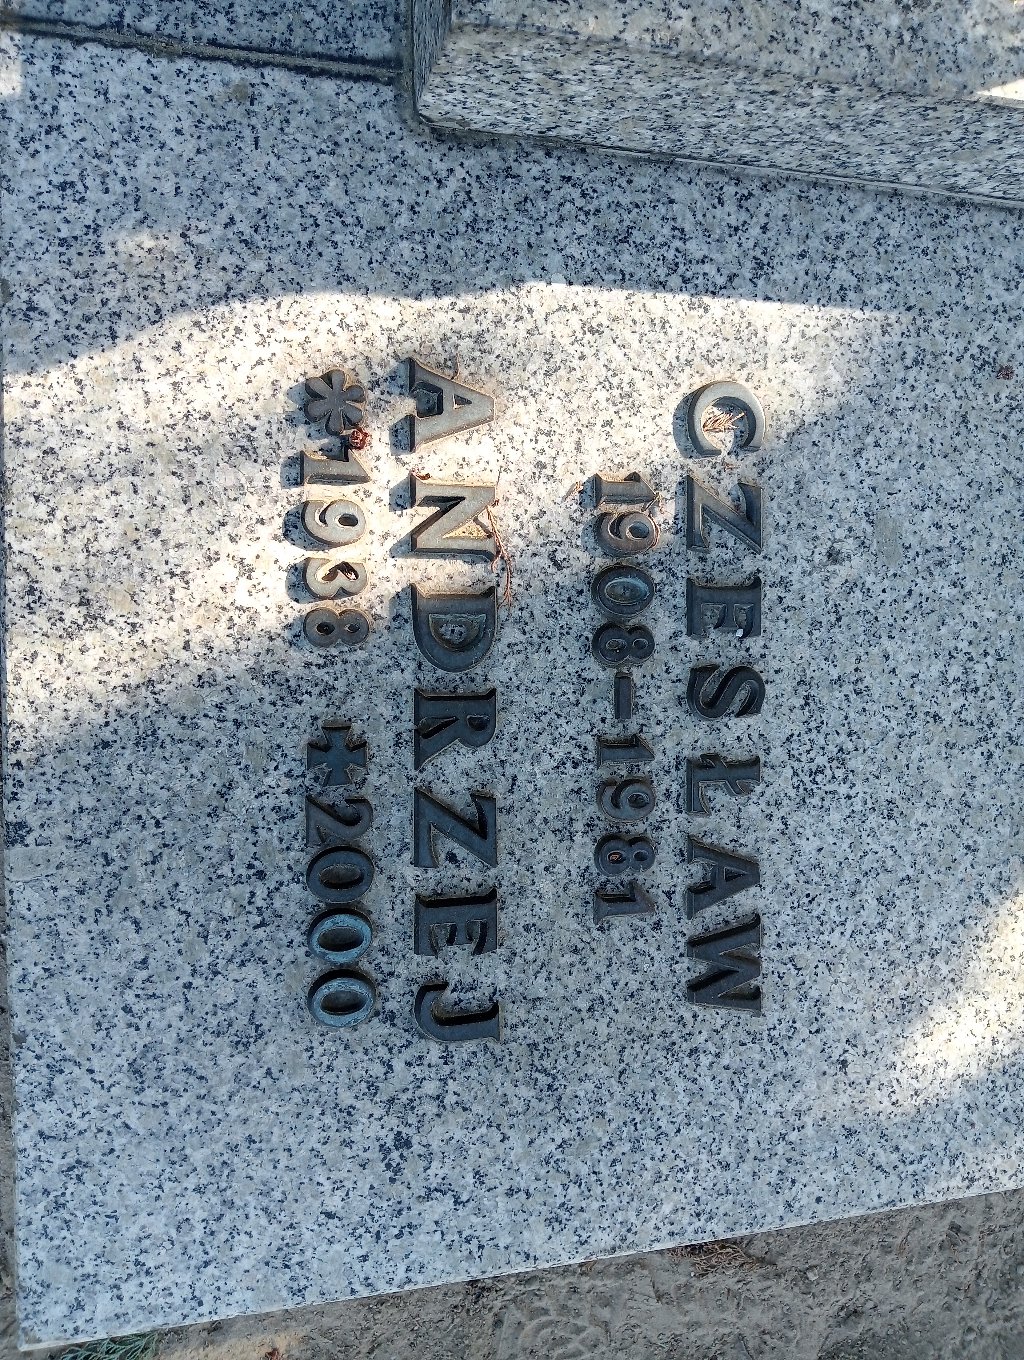 CZESŁAW
1908-1981
ANDRZEJ
*1938 ✠2000